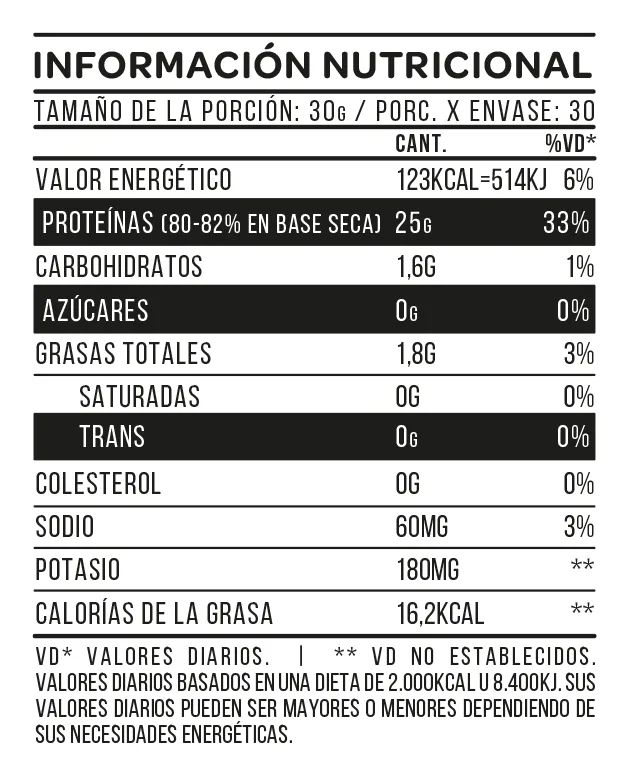 INFORMACIÓN NUTRICIONAL
TAMAÑO DE LA PORCIÓN: 30G / PORC. X ENVASE: 30
CANT. %VD*
VALOR ENERGÉTICO 123KCAL=514KJ 6%
PROTEÍNAS (80-82% EN BASE SECA) 25G 33%
CARBOHIDRATOS 1,6G 1%
AZÚCARES 0G 0%
GRASAS TOTALES 1,8G 3%
SATURADAS 0G 0%
TRANS 0G 0%
COLESTEROL 0G 0%
SODIO 60MG 3%
POTASIO 180MG **
CALORÍAS DE LA GRASA 16,2KCAL **
VD* VALORES DIARIOS. | ** VD NO ESTABLECIDOS.
VALORES DIARIOS BASADOS EN UNA DIETA DE 2.000KCAL U 8.400KJ. SUS
VALORES DIARIOS PUEDEN SER MAYORES O MENORES DEPENDIENDO DE
SUS NECESIDADES ENERGÉTICAS.